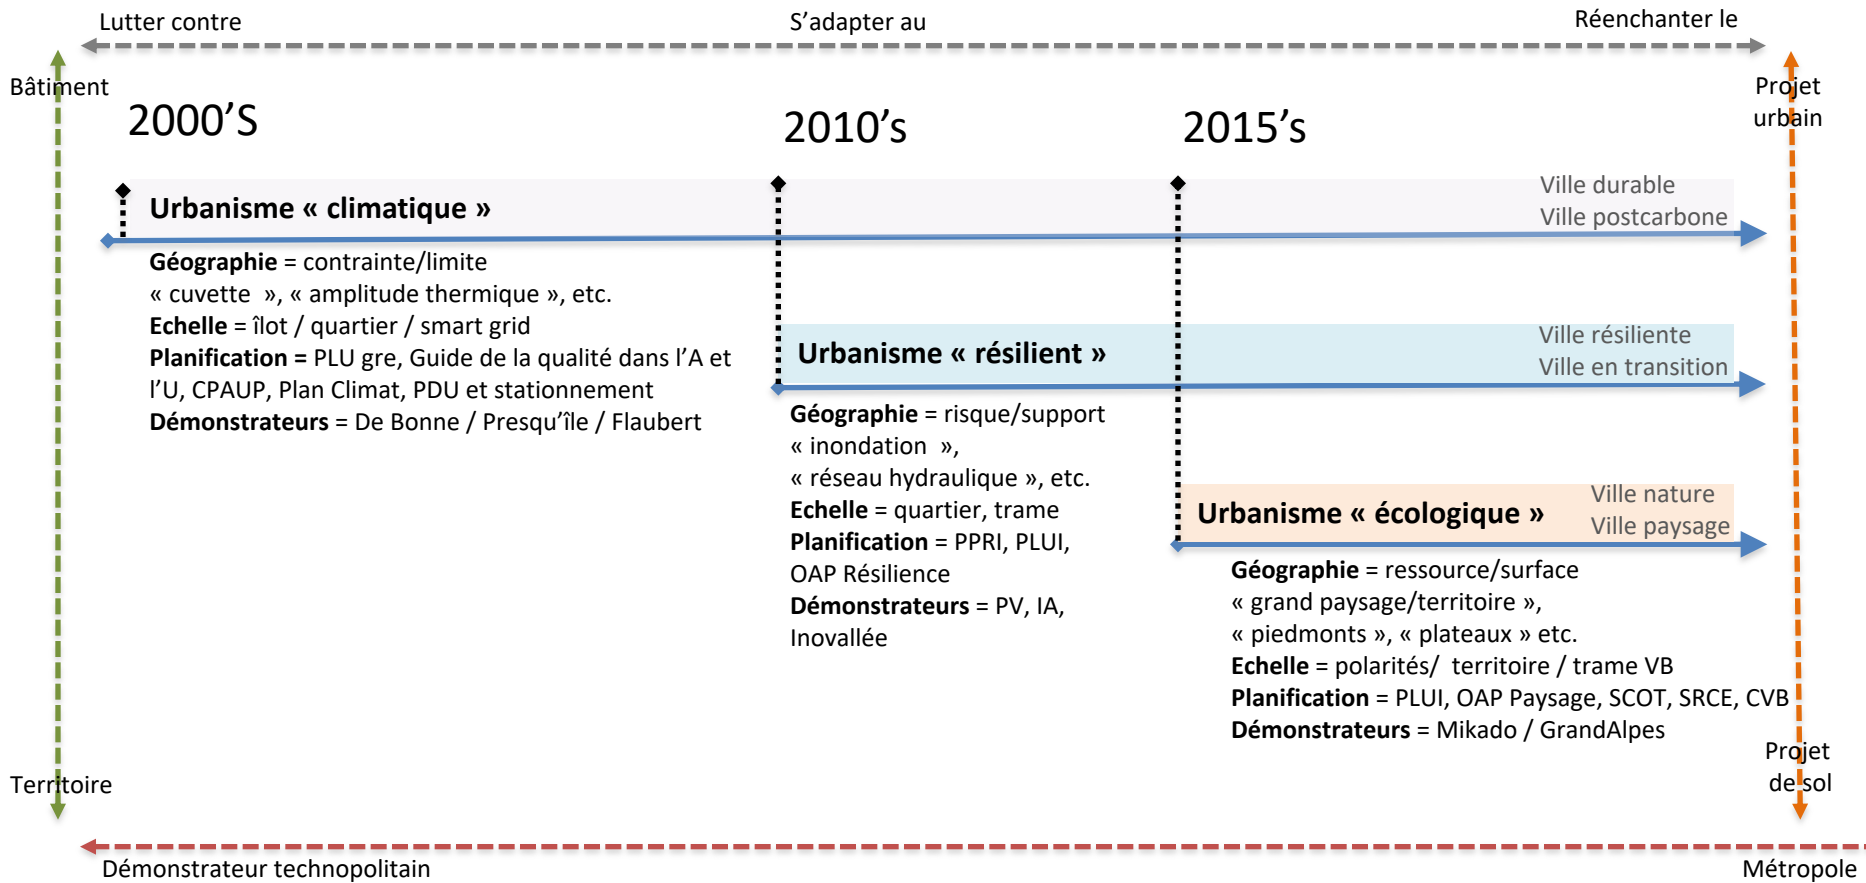 Lutter contre
S’adapter au
Réenchanter le
Bâtiment
Projet
urbain
2000’S
2010’s
2015’s
Urbanisme « climatique »
Ville durable
Ville postcarbone
Géographie = contrainte/limite
« cuvette  », « amplitude thermique », etc.
Echelle = îlot / quartier / smart grid
Planification = PLU gre, Guide de la qualité dans l’A et
l’U, CPAUP, Plan Climat, PDU et stationnement
Démonstrateurs = De Bonne / Presqu’île / Flaubert
Urbanisme « résilient »
Ville résiliente
Ville en transition
Géographie = risque/support
« inondation  »,
« réseau hydraulique », etc.
Echelle = quartier, trame
Planification = PPRI, PLUI,
OAP Résilience
Démonstrateurs = PV, IA,
Inovallée
Urbanisme « écologique »
Ville nature
Ville paysage
Géographie = ressource/surface
« grand paysage/territoire »,
« piedmonts », « plateaux » etc.
Echelle = polarités/  territoire / trame VB
Planification = PLUI, OAP Paysage, SCOT, SRCE, CVB
Démonstrateurs = Mikado / GrandAlpes
Territoire
Projet
de sol
Démonstrateur technopolitain
Métropole